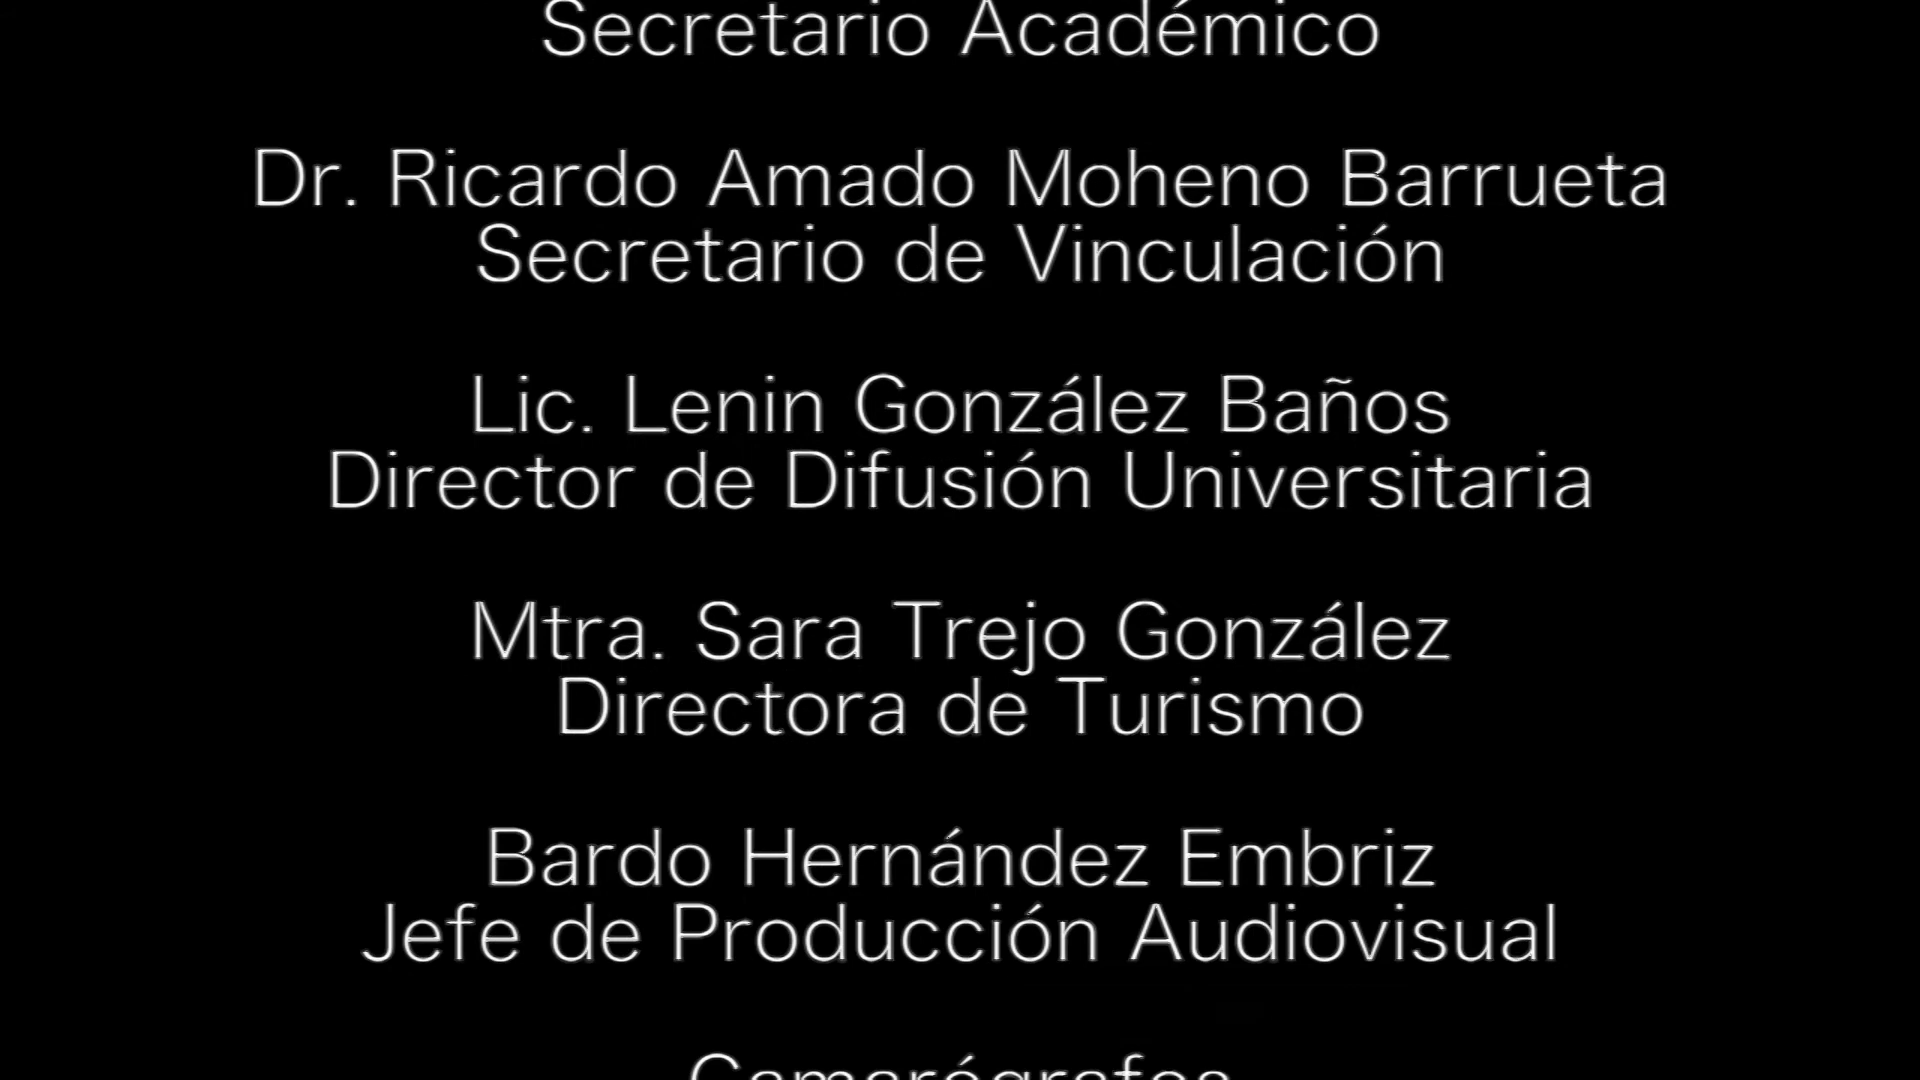 Secretario Académico
Dr. Ricardo Amado Moheno Barrueta
Secretario de Vinculación
Lic. Lenin González Baños
Director de Difusión Universitaria
Mtra. Sara Trejo González
Directora de Turismo
Bardo Hernández Embriz
Jefe de Producción Audiovisual
Camarógrafos